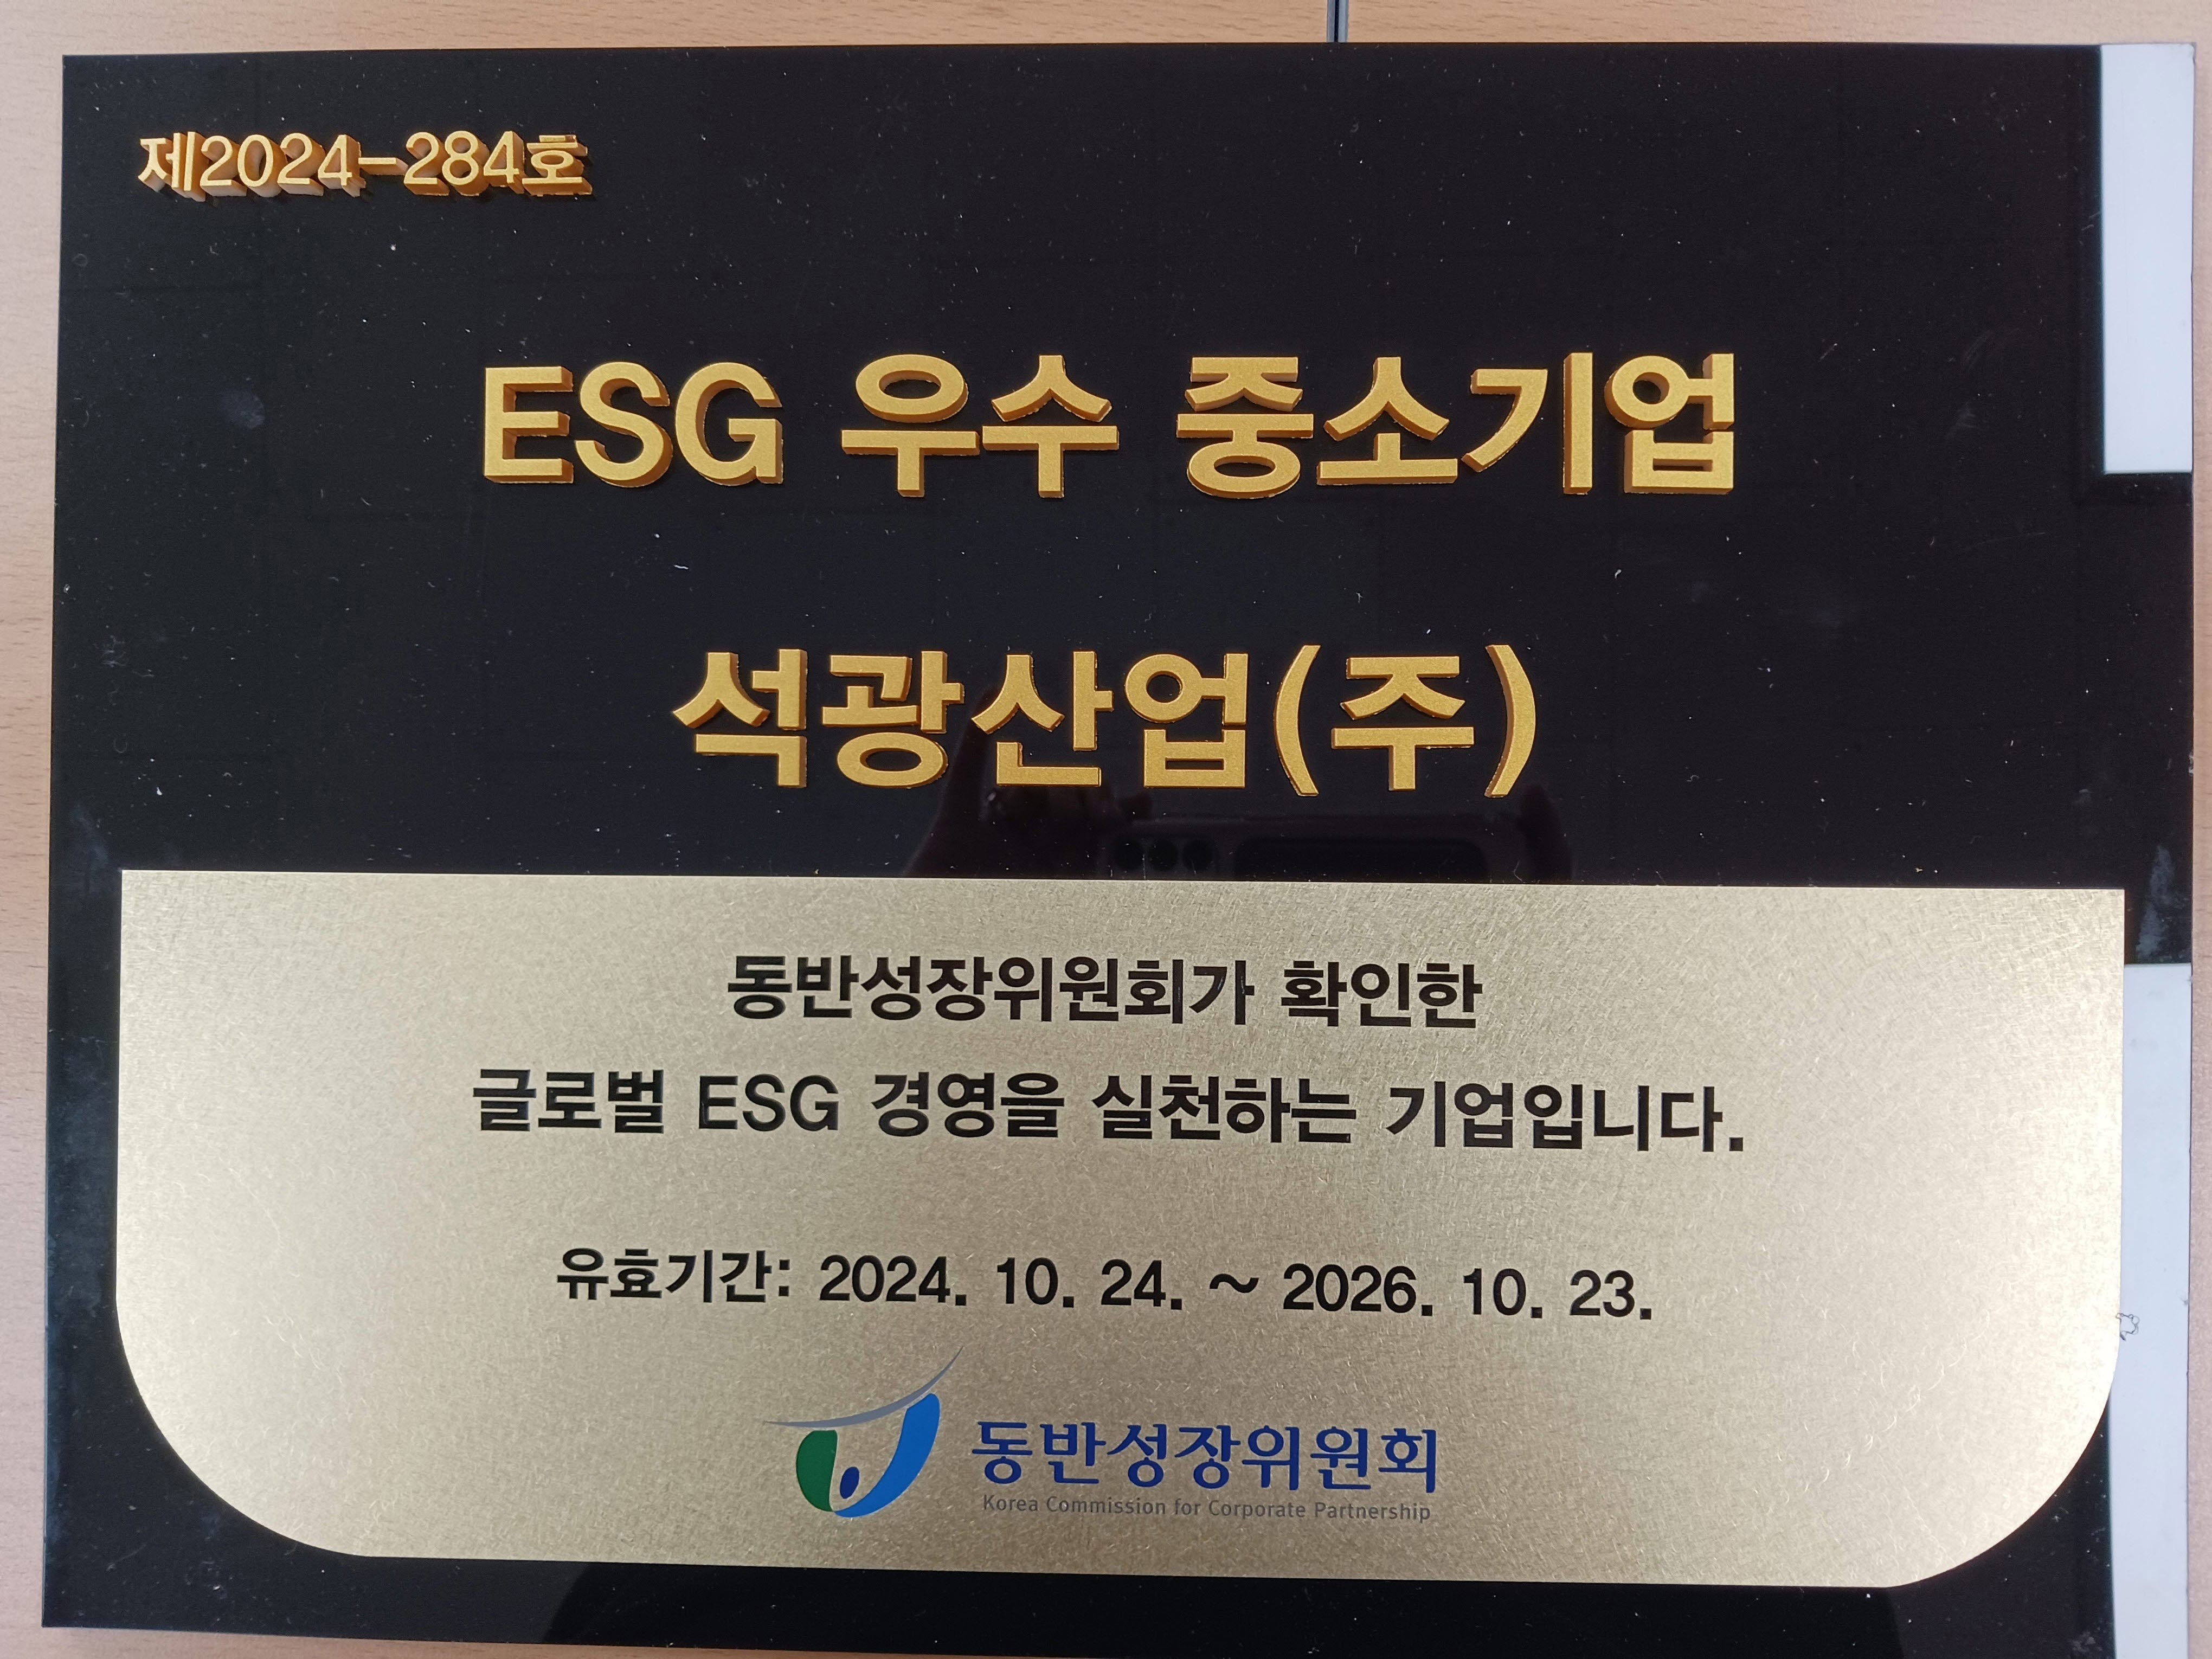 제2024-284호
ESG 우수 중소기업
석광산업(주)
동반성장위원회가 확인한
글로벌 ESG 경영을 실천하는 기업입니다.
유효기간: 2024. 10. 24. ~ 2026. 10. 23.
동반성장위원회
Korea Commission for Corporate Partnership